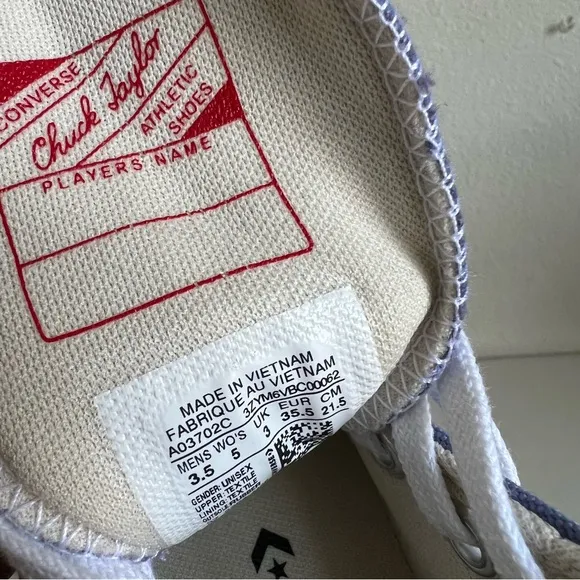 CONVERSE
Chuck Taylor
ATHLETIC
SHOES
PLAYERS NAME
MADE IN VIETNAM
FABRIQUE AU VIETNAM
A03702C 3ZYM6VBC00062
MENS WO'S UK EUR CM
3.5 5 3 35.5 21.5
GENDER: UNISEX
UPPER: TEXTILE
LINING: TEXTILE